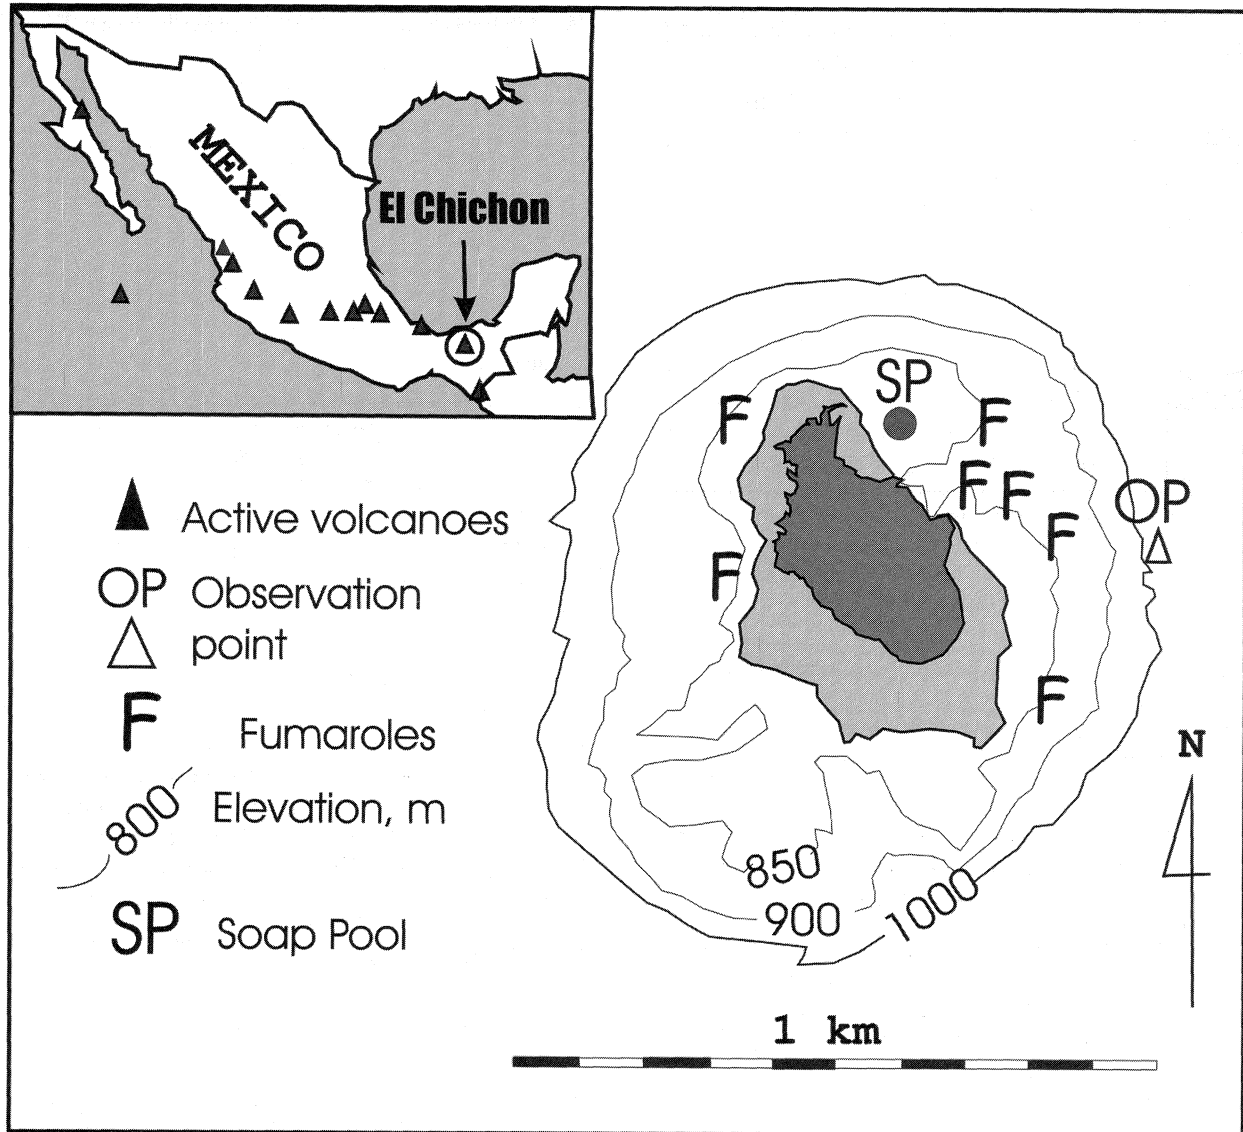 MEXICO
El Chichon
SP
F
F
F
F
OP
F
F
F
Active volcanoes
OP Observation
point
F Fumaroles
800 Elevation, m
SP Soap Pool
850
900
1000
N
1 km